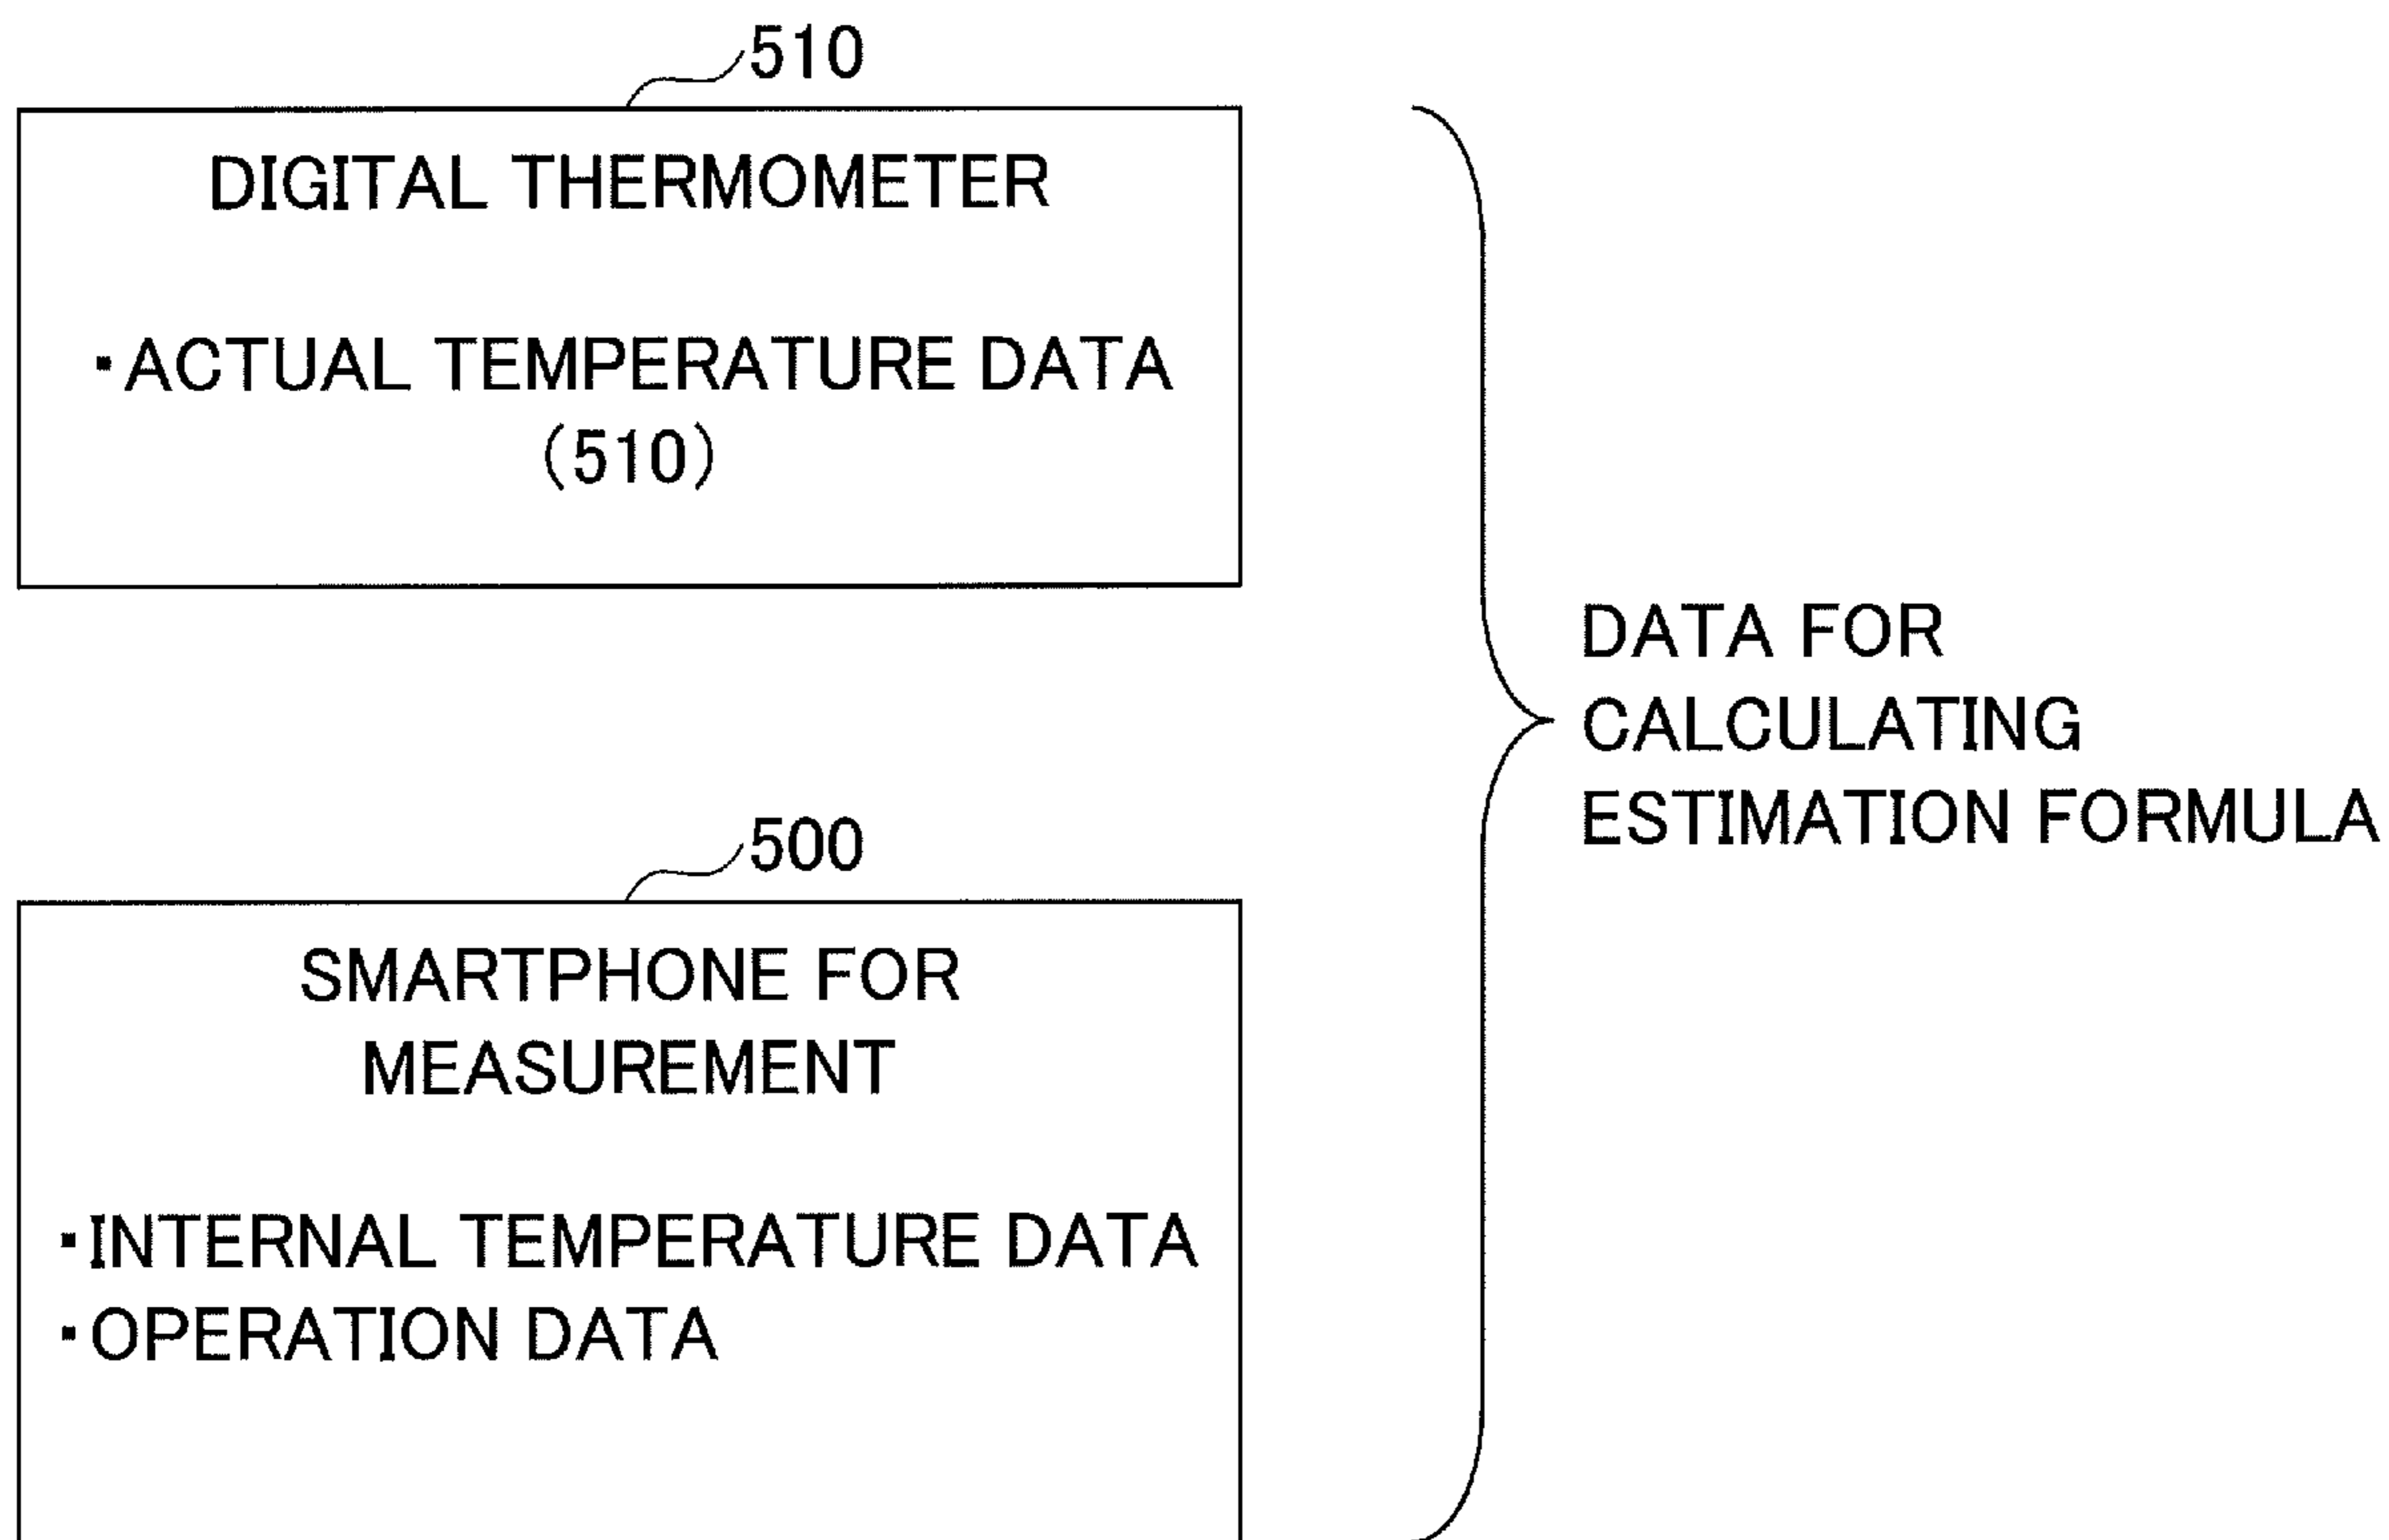 510
DIGITAL THERMOMETER
・ACTUAL TEMPERATURE DATA
(510)
DATA FOR
CALCULATING
ESTIMATION FORMULA
500
SMARTPHONE FOR
MEASUREMENT
・INTERNAL TEMPERATURE DATA
・OPERATION DATA